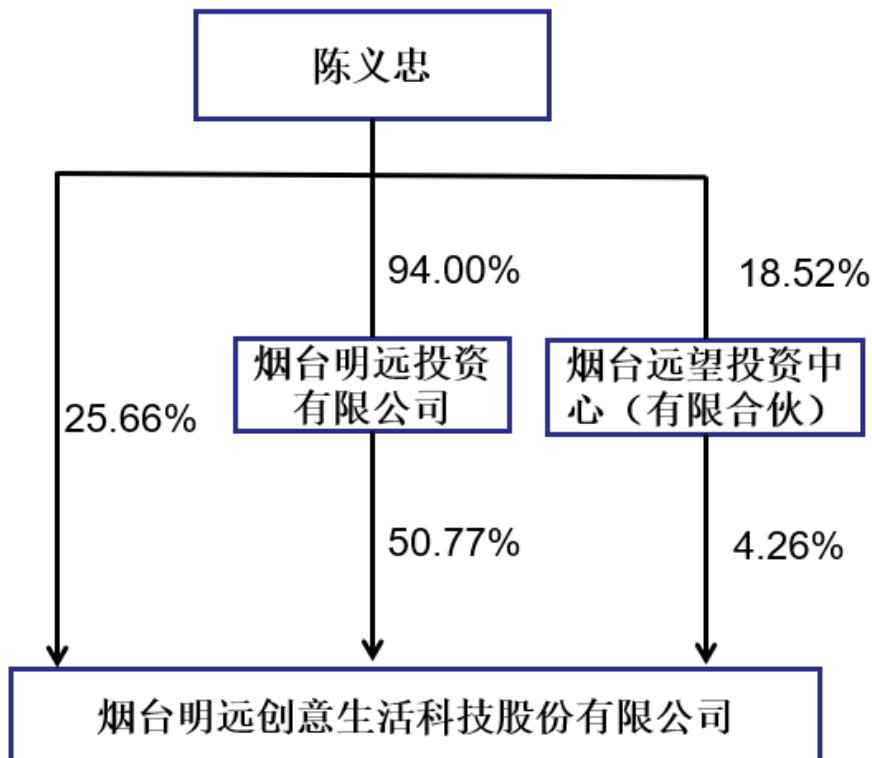 陈义忠
94.00%
18.52%
烟台明远投资
有限公司
烟台远望投资中
心（有限合伙）
25.66%
50.77%
4.26%
烟台明远创意生活科技股份有限公司